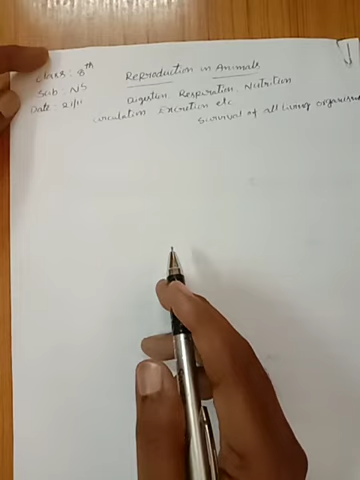 Class: 8th
Reproduction in Animals
Sub: NS
Digestion, Respiration, Nutrition
Date: 21/11
circulation Excretion etc
Survival of all living organisms